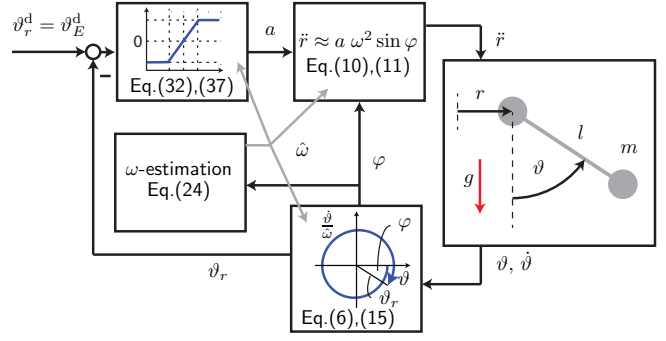 ϑ_r^d = ϑ_E^d
0
Eq.(32),(37)
a
r̈ ≈ a ω² sin φ
Eq.(10),(11)
r̈
r
l
m
ϑ
g
ω-estimation
Eq.(24)
ω̂
φ
ϑ̇/ω̂
φ
ϑ
ϑ_r
Eq.(6),(15)
ϑ_r
ϑ, ϑ̇